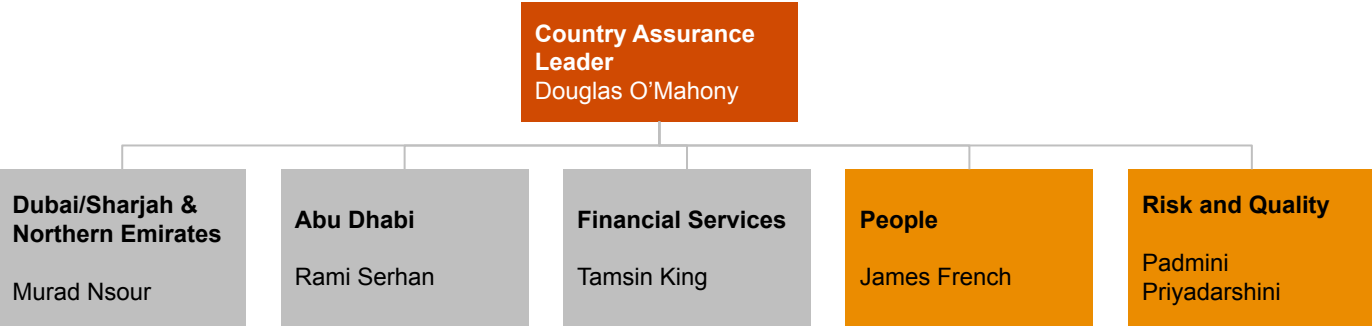 Country Assurance
Leader
Douglas O’Mahony
Dubai/Sharjah &
Northern Emirates
Murad Nsour
Abu Dhabi
Rami Serhan
Financial Services
Tamsin King
People
James French
Risk and Quality
Padmini
Priyadarshini